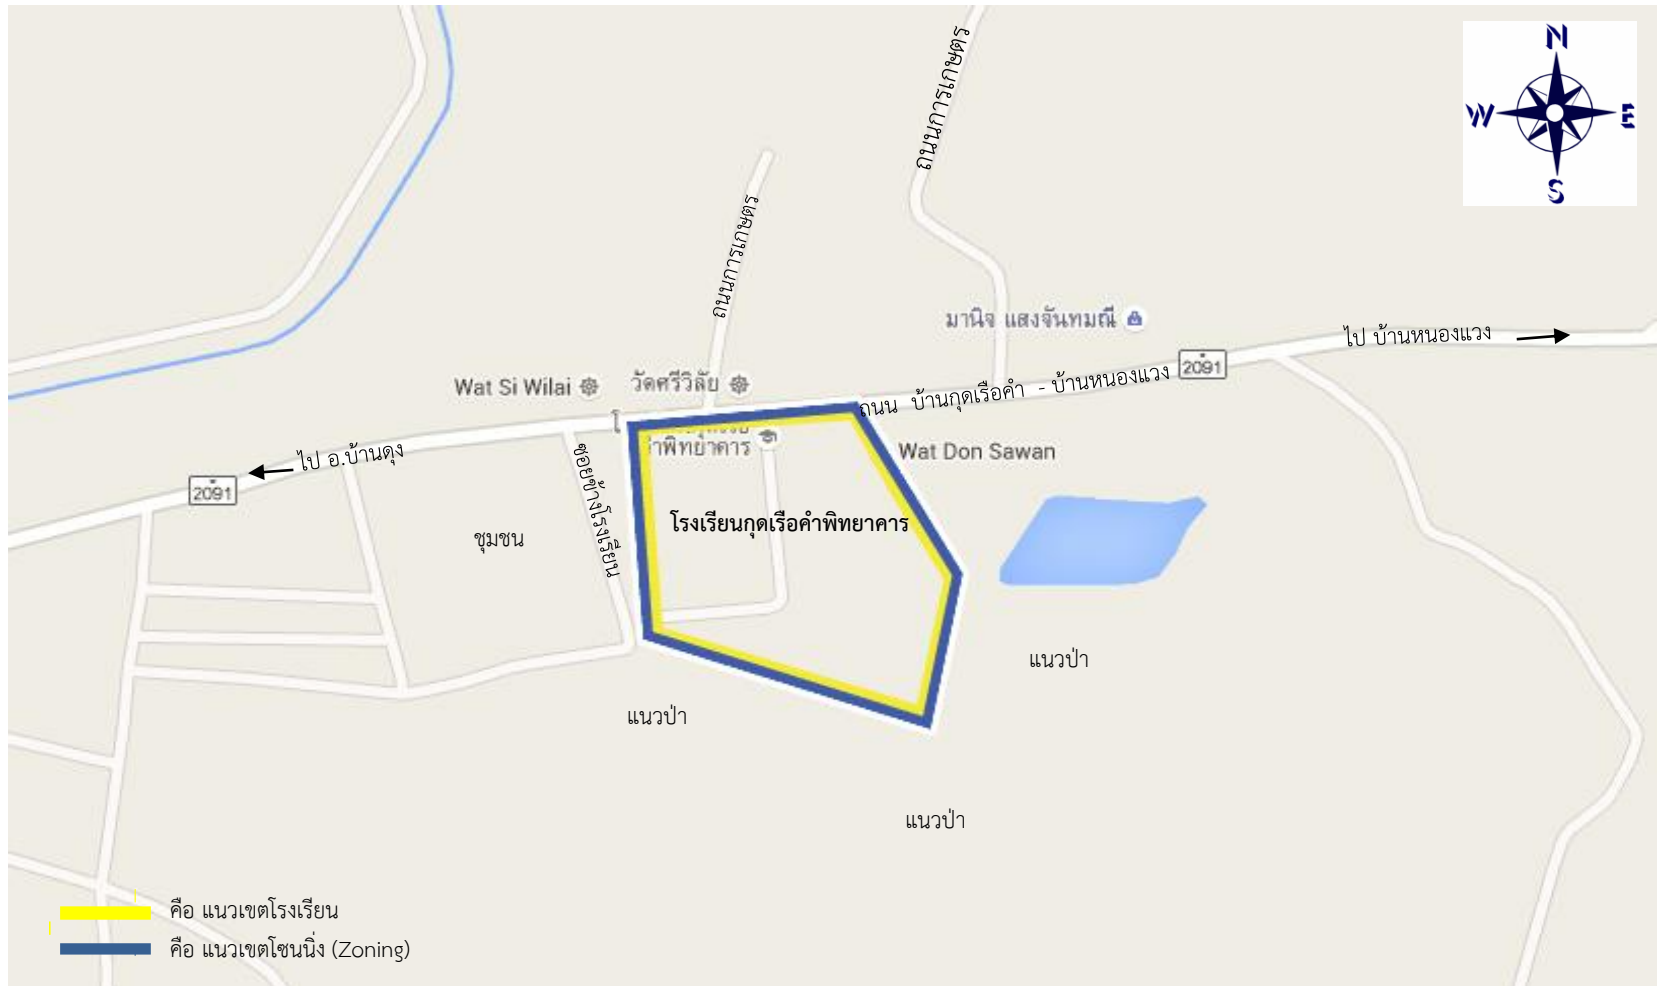 N
W E
S
ถนนการเกษตร
ถนนการเกษตร
มานิจ แสงจันทมณี
ไป บ้านหนองแวง
2091
Wat Si Wilai
วัดศรีวิลัย
ถนน บ้านกุดเรือคำ - บ้านหนองแวง
ไป อ.บ้านดุง
2091
ซอยข้างโรงเรียน
Wat Don Sawan
โรงเรียนกุดเรือคำพิทยาคาร
ชุมชน
แนวป่า
แนวป่า
แนวป่า
คือ แนวเขตโรงเรียน
คือ แนวเขตโซนนิ่ง (Zoning)